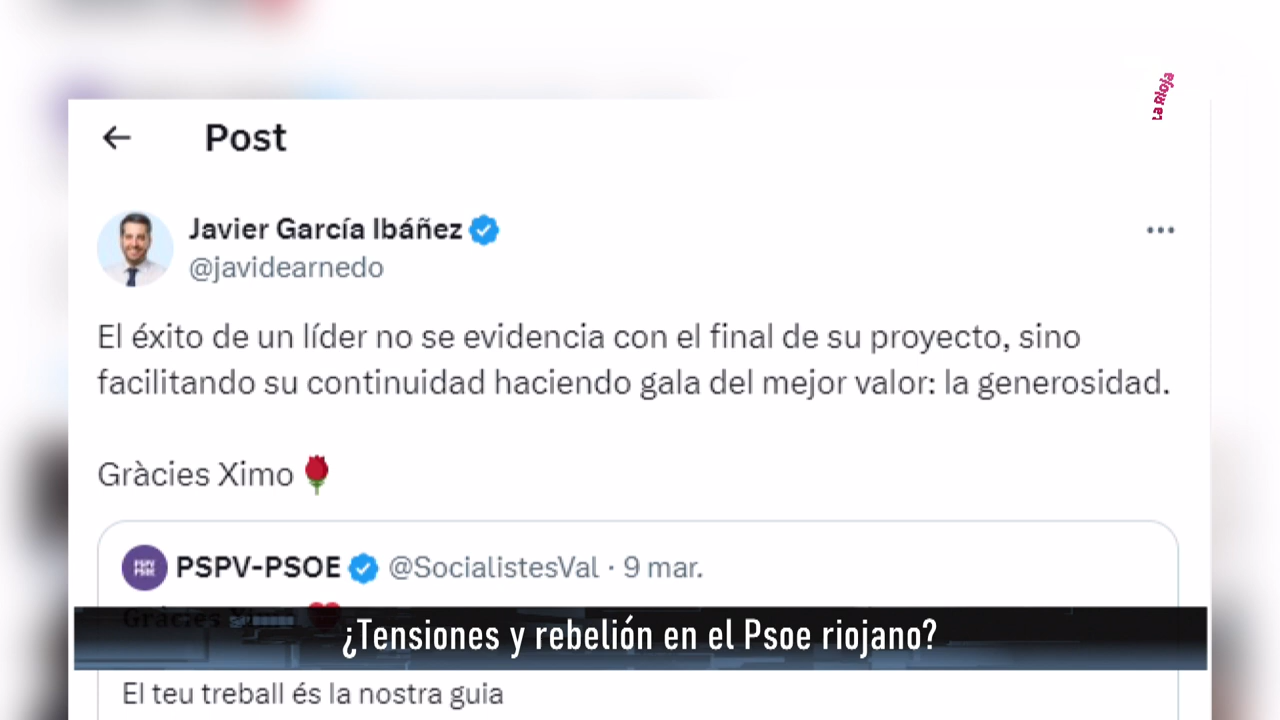 La Rioja
Post
Javier García Ibáñez
@javidearnedo
El éxito de un líder no se evidencia con el final de su proyecto, sino
facilitando su continuidad haciendo gala del mejor valor: la generosidad.
Gràcies Ximo🌹
PSPV-PSOE @SocialistesVal · 9 mar.
Gràcies Ximo ❤️
¿Tensiones y rebelión en el Psoe riojano?
El teu treball és la nostra guia